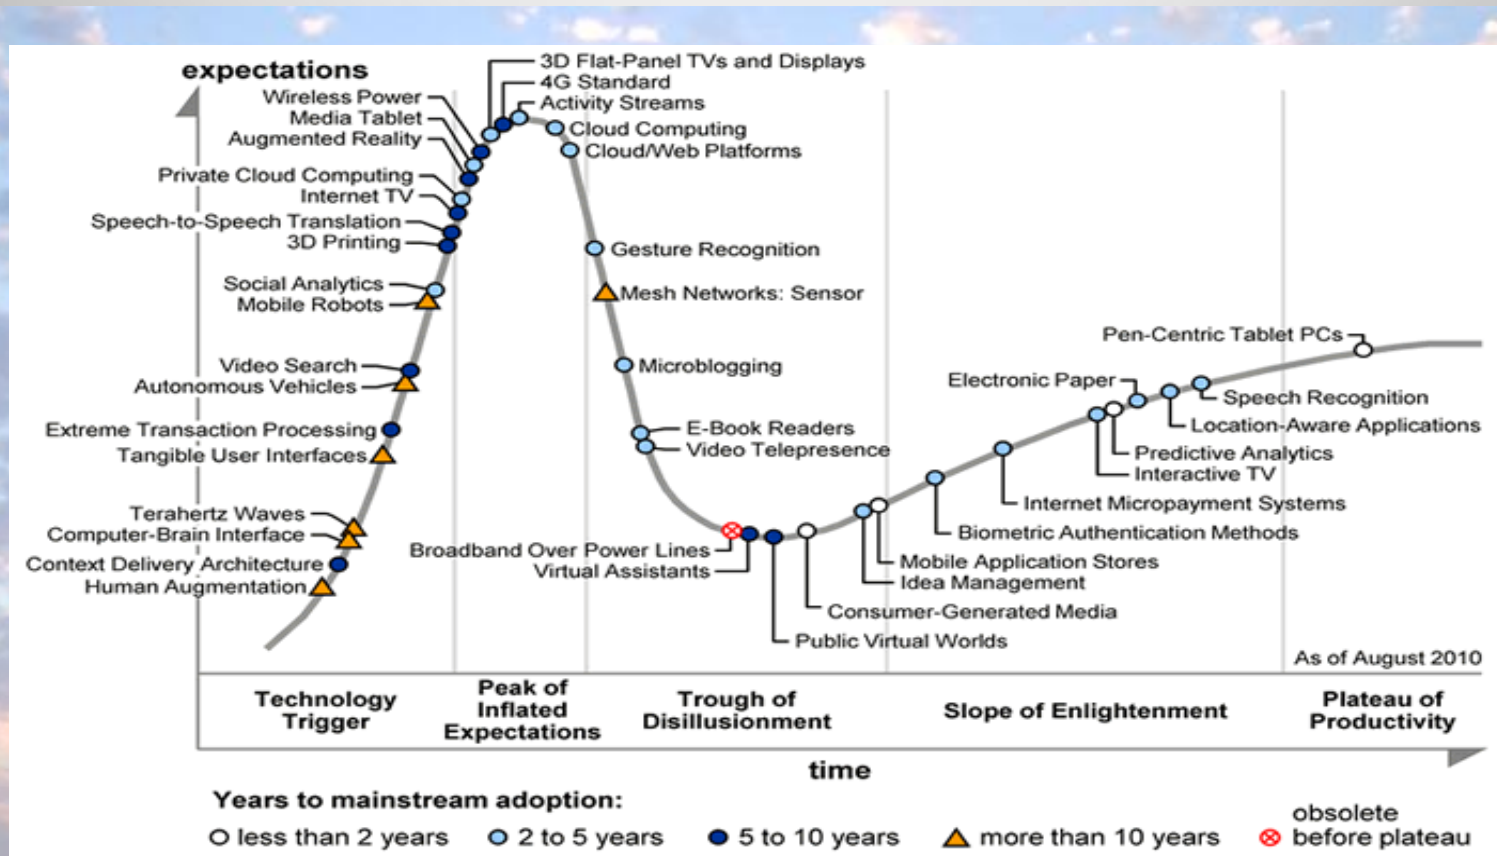 expectations
3D Flat-Panel TVs and Displays
4G Standard
Wireless Power
Activity Streams
Media Tablet
Cloud Computing
Augmented Reality
Cloud/Web Platforms
Private Cloud Computing
Internet TV
Speech-to-Speech Translation
3D Printing
Gesture Recognition
Social Analytics
Mesh Networks: Sensor
Mobile Robots
Pen-Centric Tablet PCs
Video Search
Microblogging
Autonomous Vehicles
Electronic Paper
Speech Recognition
Extreme Transaction Processing
E-Book Readers
Location-Aware Applications
Tangible User Interfaces
Video Telepresence
Predictive Analytics
Interactive TV
Internet Micropayment Systems
Terahertz Waves
Computer-Brain Interface
Biometric Authentication Methods
Broadband Over Power Lines
Context Delivery Architecture
Mobile Application Stores
Virtual Assistants
Human Augmentation
Idea Management
Consumer-Generated Media
Public Virtual Worlds
As of August 2010
Technology
Trigger
Peak of
Inflated
Expectations
Trough of
Disillusionment
Slope of Enlightenment
Plateau of
Productivity
time
Years to mainstream adoption:
less than 2 years
2 to 5 years
5 to 10 years
more than 10 years
obsolete
before plateau